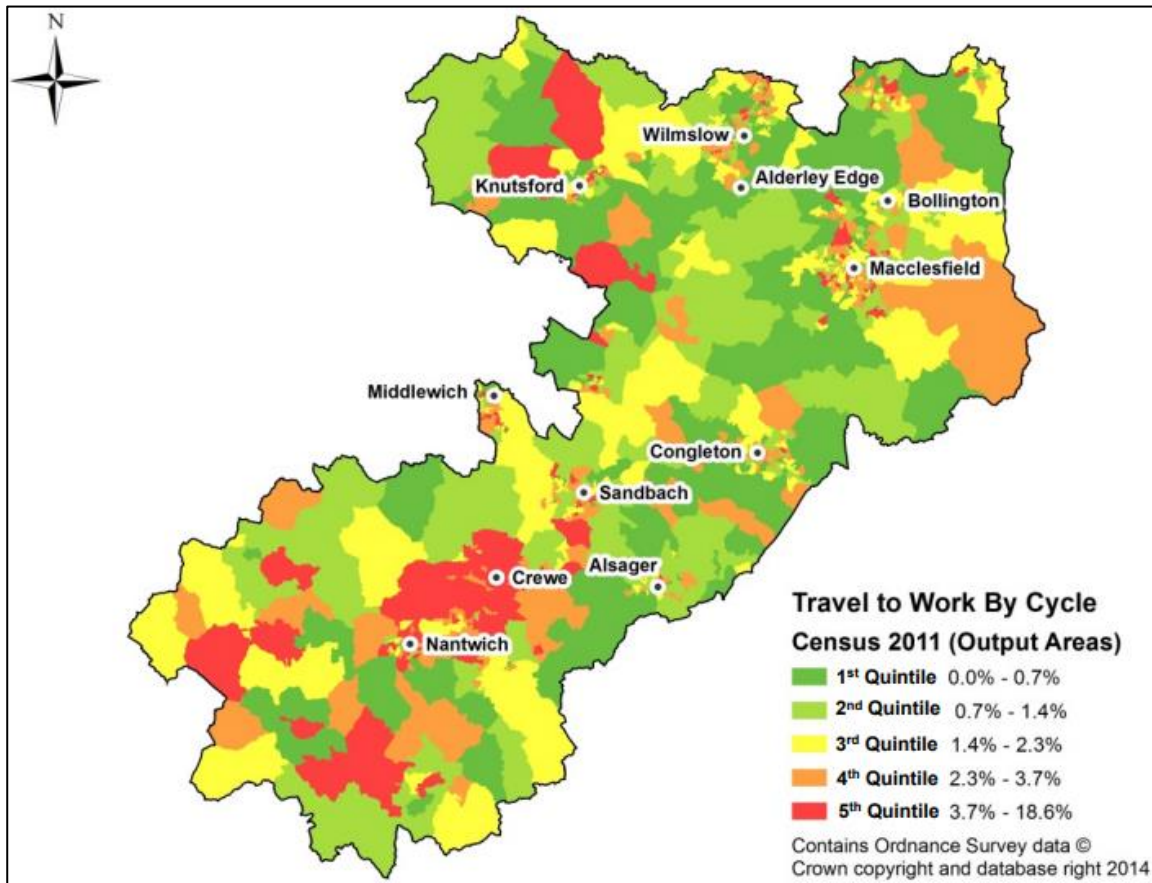 N
Wilmslow
Knutsford
Alderley Edge
Bollington
Macclesfield
Middlewich
Congleton
Sandbach
Crewe
Alsager
Nantwich
Travel to Work By Cycle
Census 2011 (Output Areas)
1st Quintile 0.0% - 0.7%
2nd Quintile 0.7% - 1.4%
3rd Quintile 1.4% - 2.3%
4th Quintile 2.3% - 3.7%
5th Quintile 3.7% - 18.6%
Contains Ordnance Survey data ©
Crown copyright and database right 2014